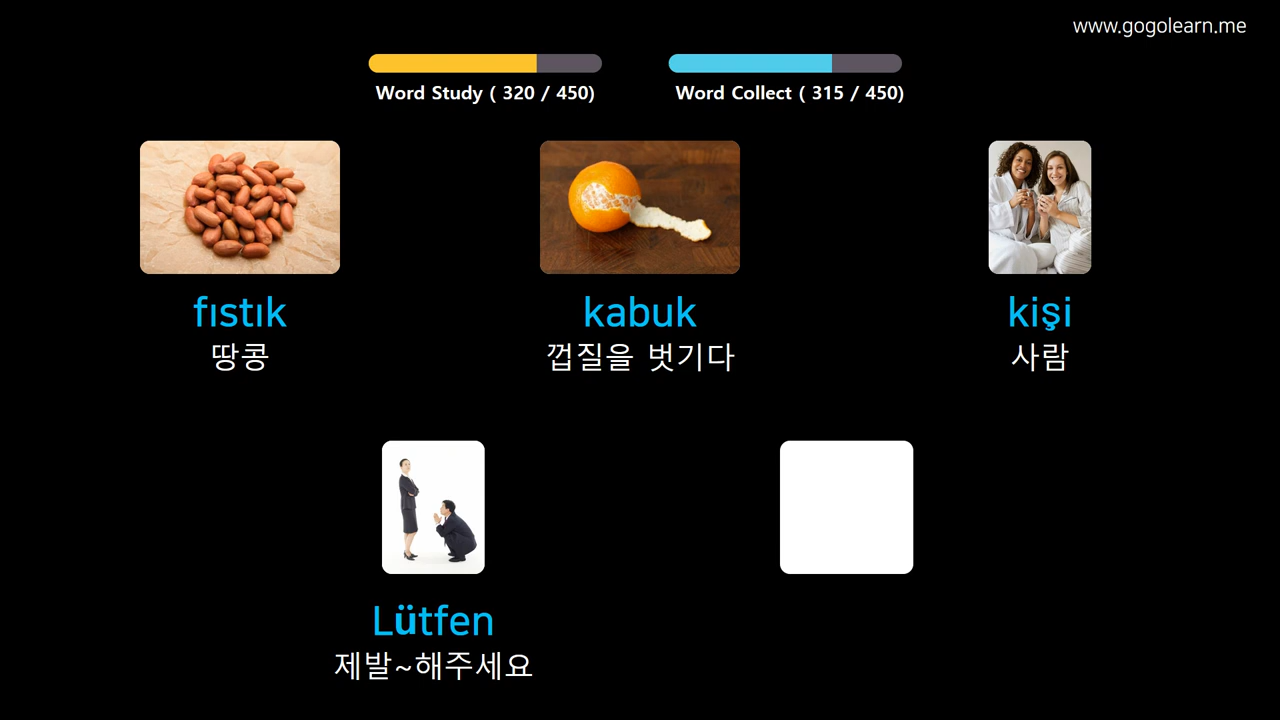 www.gogolearn.me
Word Study ( 320 / 450)
Word Collect ( 315 / 450)
fıstık
땅콩
kabuk
껍질을 벗기다
kişi
사람
Lütfen
제발~해주세요